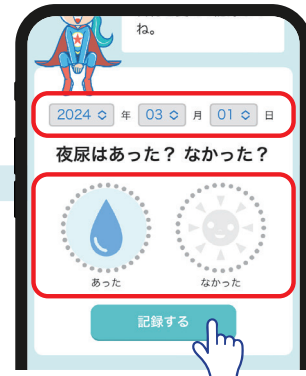 ね。
2024 年 03 月 01 日
夜尿はあった? なかった?
あった なかった
記録する